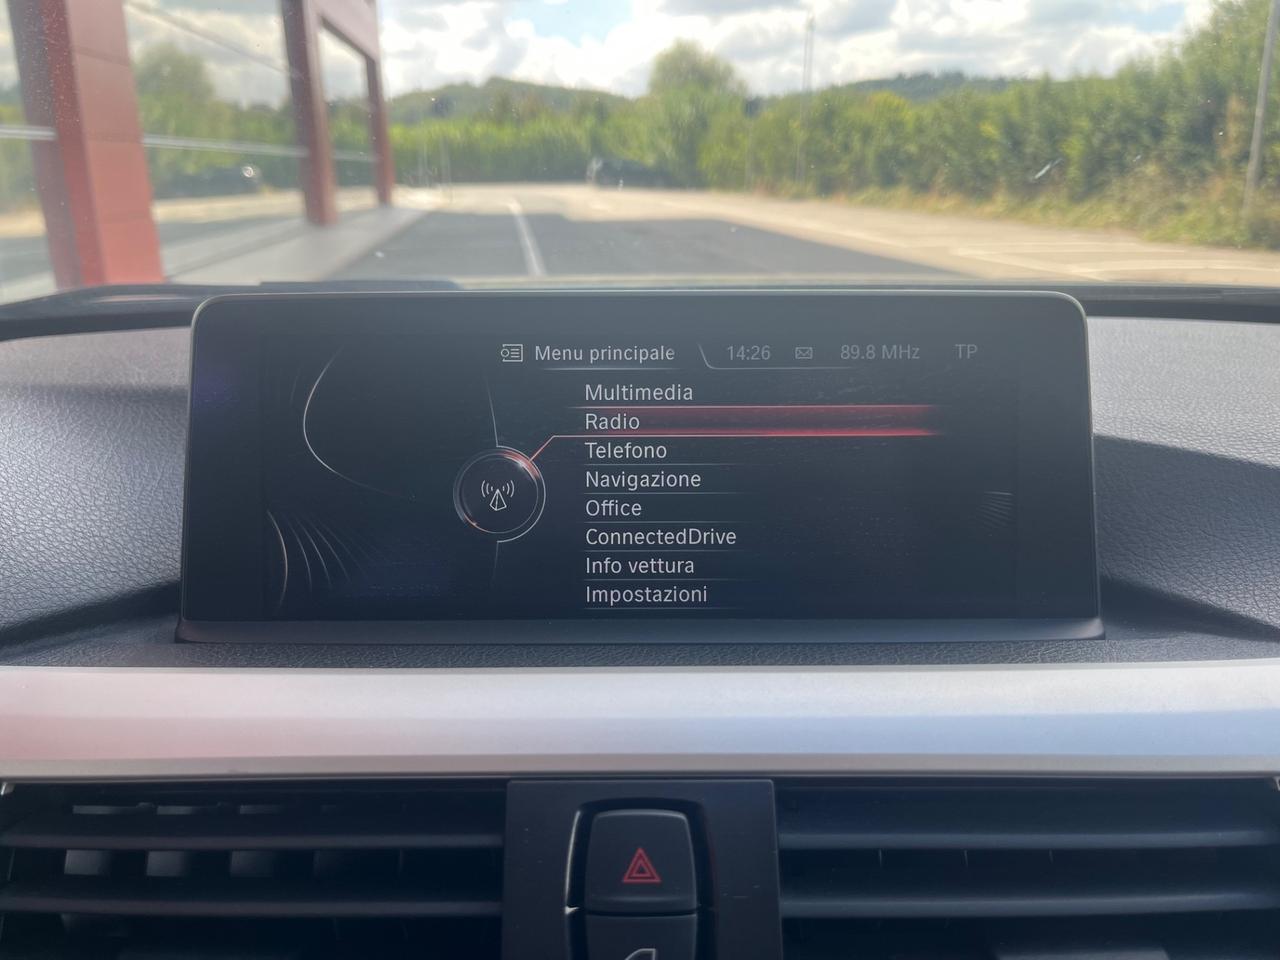 Menu principale 14:26 89.8 MHz TP
Multimedia
Radio
Telefono
Navigazione
Office
ConnectedDrive
Info vettura
Impostazioni